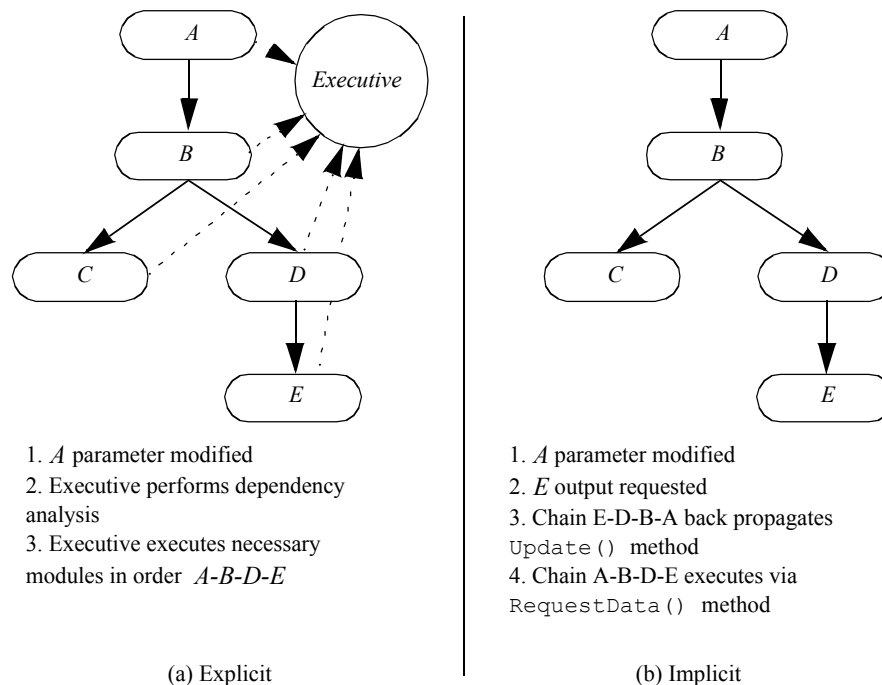 A
Executive
B
C
D
E
1. A parameter modified
2. Executive performs dependency
analysis
3. Executive executes necessary
modules in order A-B-D-E
(a) Explicit
A
B
C
D
E
1. A parameter modified
2. E output requested
3. Chain E-D-B-A back propagates
Update() method
4. Chain A-B-D-E executes via
RequestData() method
(b) Implicit